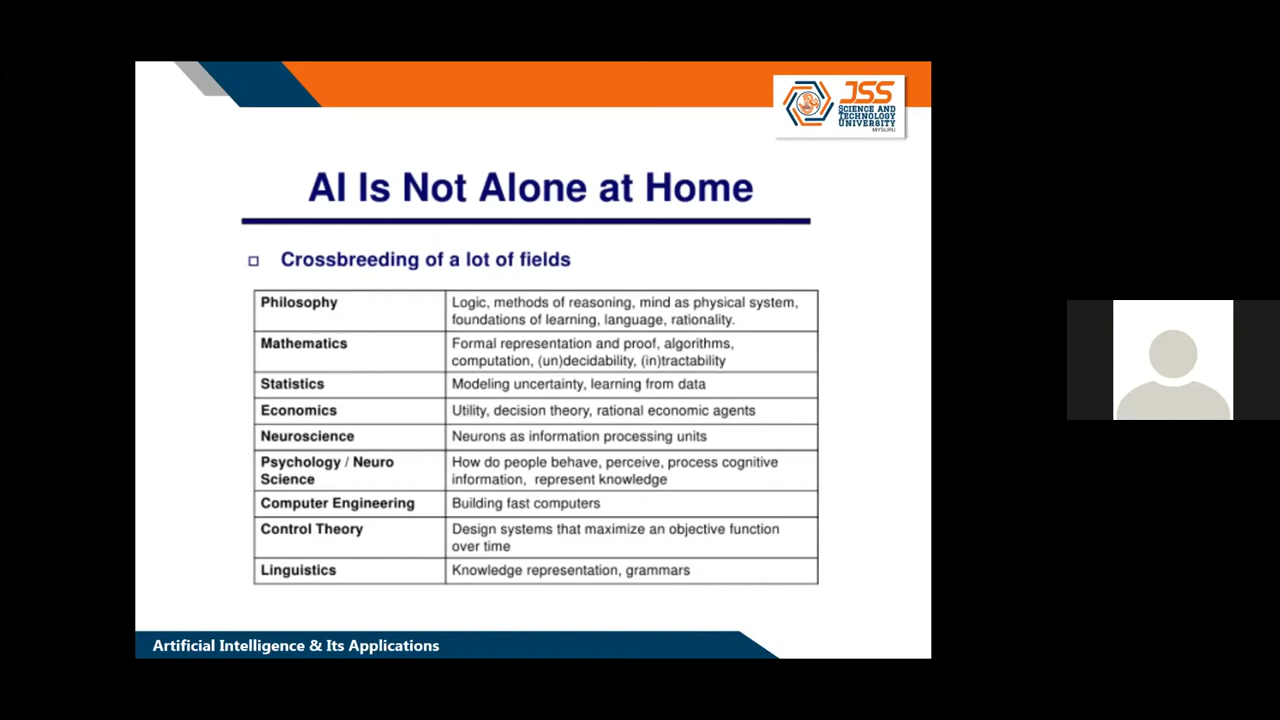 JSS
SCIENCE AND
TECHNOLOGY
UNIVERSITY
MYSURU
AI Is Not Alone at Home
Crossbreeding of a lot of fields
Philosophy
Logic, methods of reasoning, mind as physical system,
foundations of learning, language, rationality.
Mathematics
Formal representation and proof, algorithms,
computation, (un)decidability, (in)tractability
Statistics
Modeling uncertainty, learning from data
Economics
Utility, decision theory, rational economic agents
Neuroscience
Neurons as information processing units
Psychology / Neuro
Science
How do people behave, perceive, process cognitive
information, represent knowledge
Computer Engineering
Building fast computers
Control Theory
Design systems that maximize an objective function
over time
Linguistics
Knowledge representation, grammars
Artificial Intelligence & Its Applications